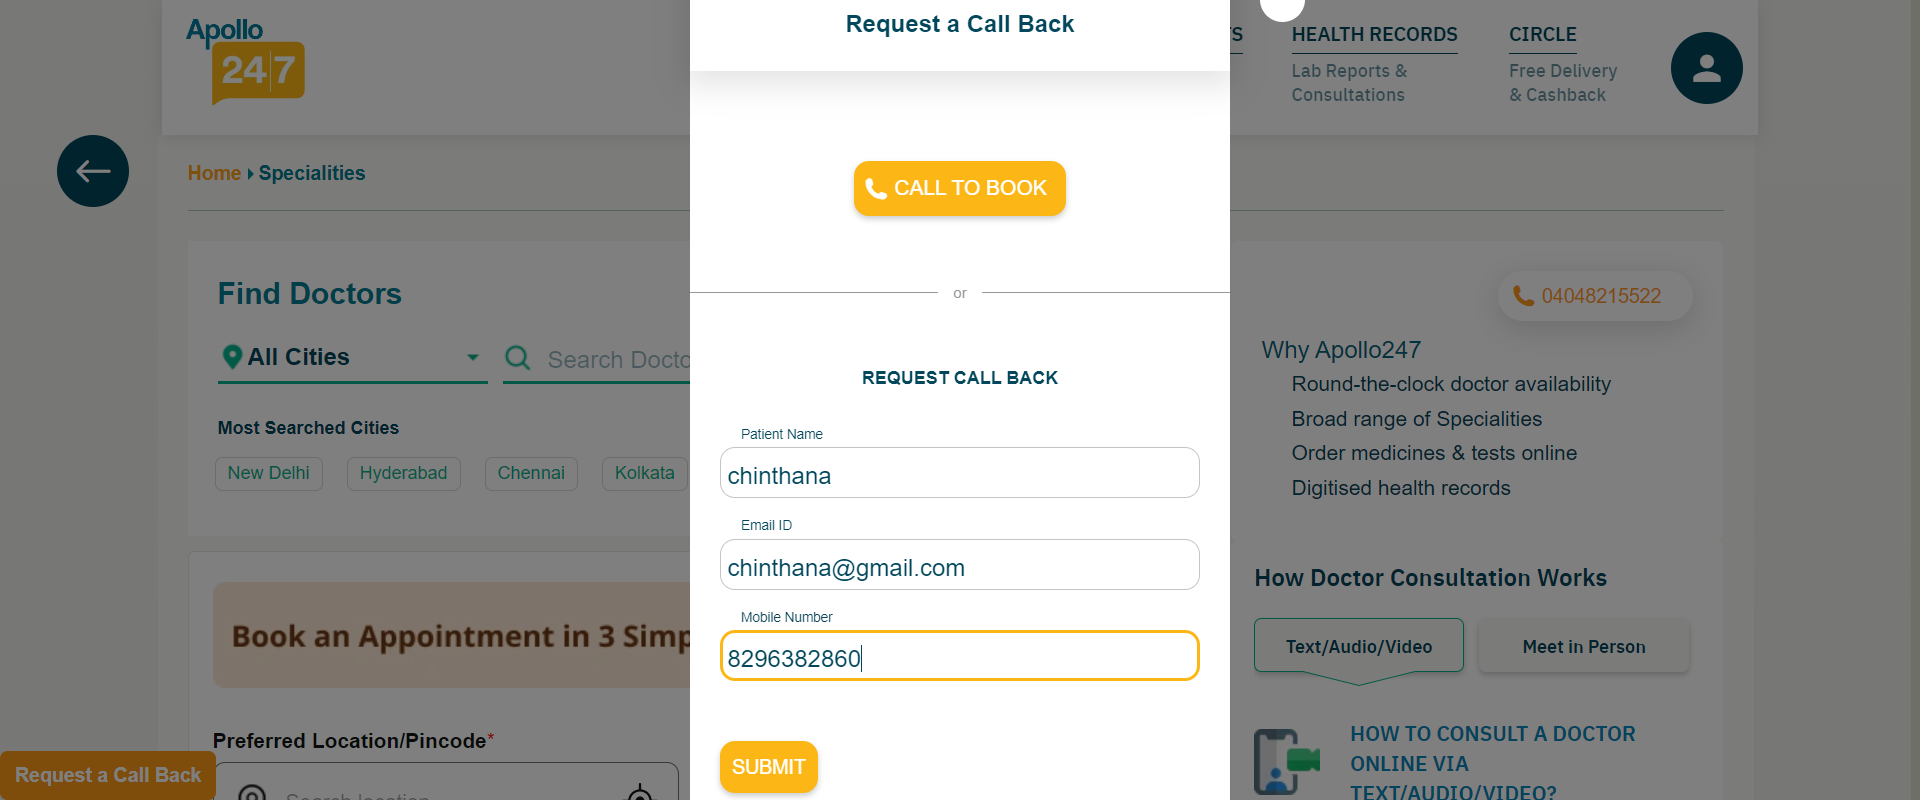 Apollo
24|7
Request a Call Back
HEALTH RECORDS
Lab Reports &
Consultations
CIRCLE
Free Delivery
& Cashback
Home
Specialities
CALL TO BOOK
or
Find Doctors
All Cities
Search
Most Searched Cities
New Delhi
Hyderabad
Chennai
Kolkata
04048215522
Why Apollo247
Round-the-clock doctor availability
Broad range of Specialities
Order medicines & tests online
Digitised health records
REQUEST CALL BACK
Patient Name
chinthana
Email ID
chinthana@gmail.com
Mobile Number
8296382860
SUBMIT
Book an Appointment in 3
Preferred Location/Pincode*
Search location
Request a Call Back
How Doctor Consultation Works
Text/Audio/Video
Meet in Person
HOW TO CONSULT A DOCTOR
ONLINE VIA
TEXT/AUDIO/VIDEO?